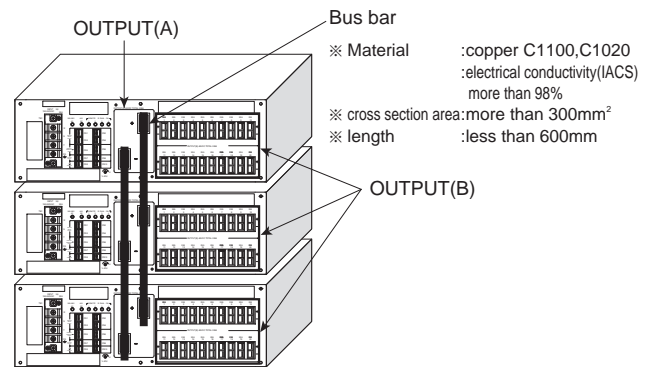 OUTPUT(A)
Bus bar
※ Material :copper C1100,C1020
:electrical conductivity(IACS)
more than 98%
※ cross section area:more than 300mm²
※ length :less than 600mm
OUTPUT(B)